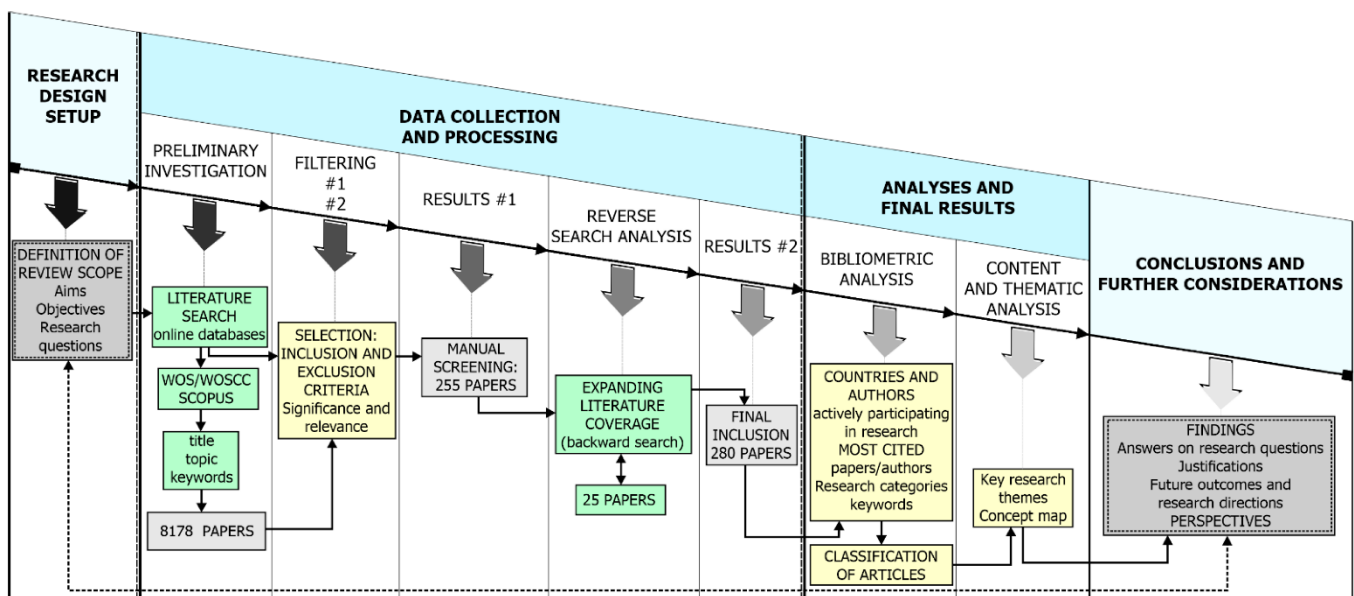 RESEARCH
DESIGN
SETUP
DATA COLLECTION
AND PROCESSING
ANALYSES AND
FINAL RESULTS
CONCLUSIONS AND
FURTHER CONSIDERATIONS
PRELIMINARY
INVESTIGATION
FILTERING
#1
#2
RESULTS #1
REVERSE
SEARCH ANALYSIS
RESULTS #2
BIBLIOMETRIC
ANALYSIS
CONTENT
AND THEMATIC
ANALYSIS
DEFINITION OF
REVIEW SCOPE
Aims
Objectives
Research
questions
LITERATURE
SEARCH
online databases
WOS/WOSCC
SCOPUS
title
topic
keywords
8178 PAPERS
SELECTION:
INCLUSION AND
EXCLUSION
CRITERIA
Significance and
relevance
MANUAL
SCREENING:
255 PAPERS
EXPANDING
LITERATURE
COVERAGE
(backward search)
25 PAPERS
FINAL
INCLUSION
280 PAPERS
COUNTRIES AND
AUTHORS
actively participating
in research
MOST CITED
papers/authors
Research categories
keywords
CLASSIFICATION
OF ARTICLES
Key research
themes
Concept map
FINDINGS
Answers on research questions
Justifications
Future outcomes and
research directions
PERSPECTIVES